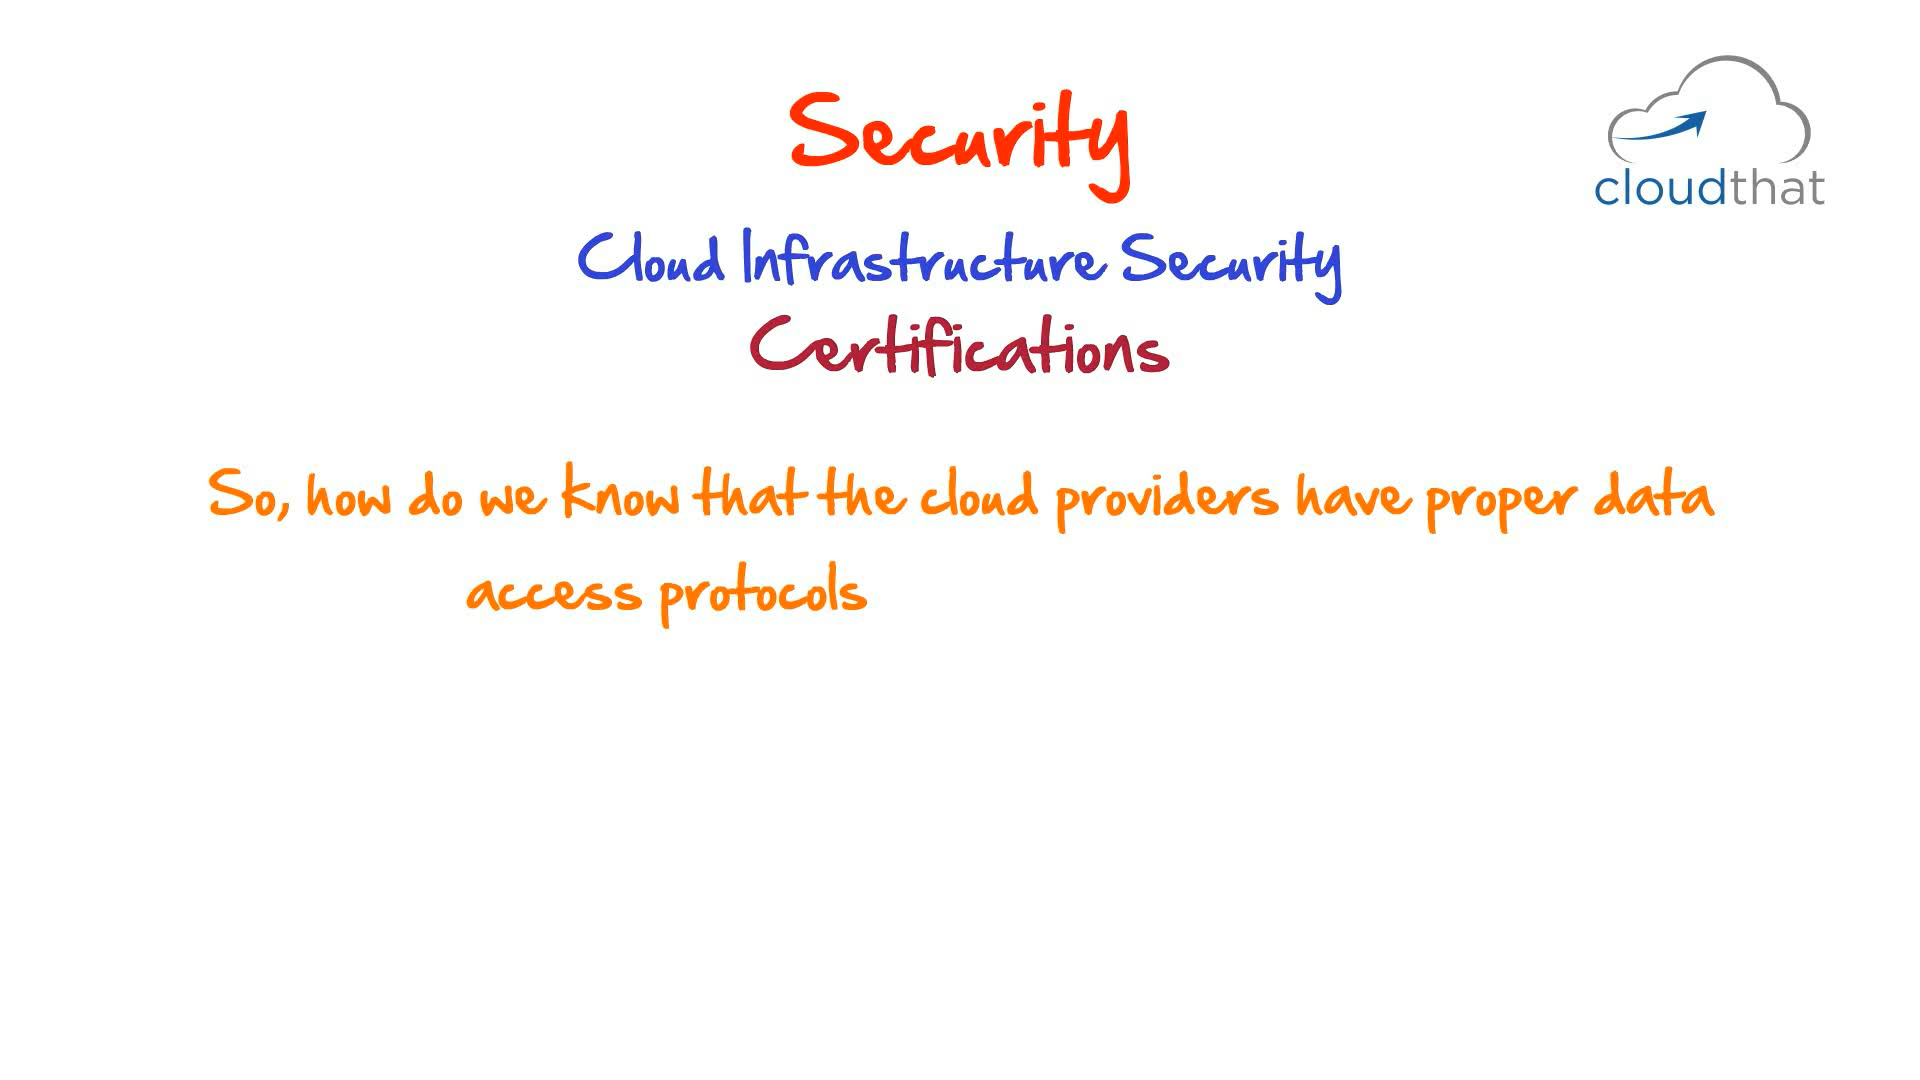 Security
cloudthat
Cloud Infrastructure Security
Certifications
So, how do we know that the cloud providers have proper data
access protocols